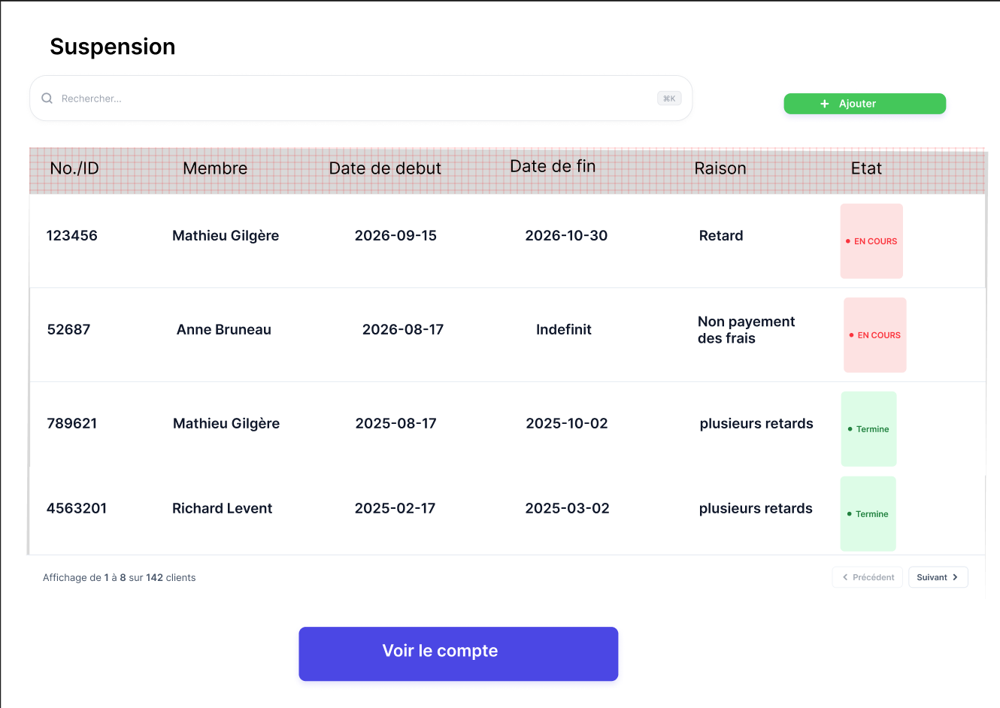 Suspension
Rechercher...
⌘K
+ Ajouter
No./ID Membre Date de debut Date de fin Raison Etat
123456 Mathieu Gilgère 2026-09-15 2026-10-30 Retard • EN COURS
52687 Anne Bruneau 2026-08-17 Indefinit Non payement
des frais • EN COURS
789621 Mathieu Gilgère 2025-08-17 2025-10-02 plusieurs retards • Termine
4563201 Richard Levent 2025-02-17 2025-03-02 plusieurs retards • Termine
Affichage de 1 à 8 sur 142 clients
Précédent Suivant
Voir le compte